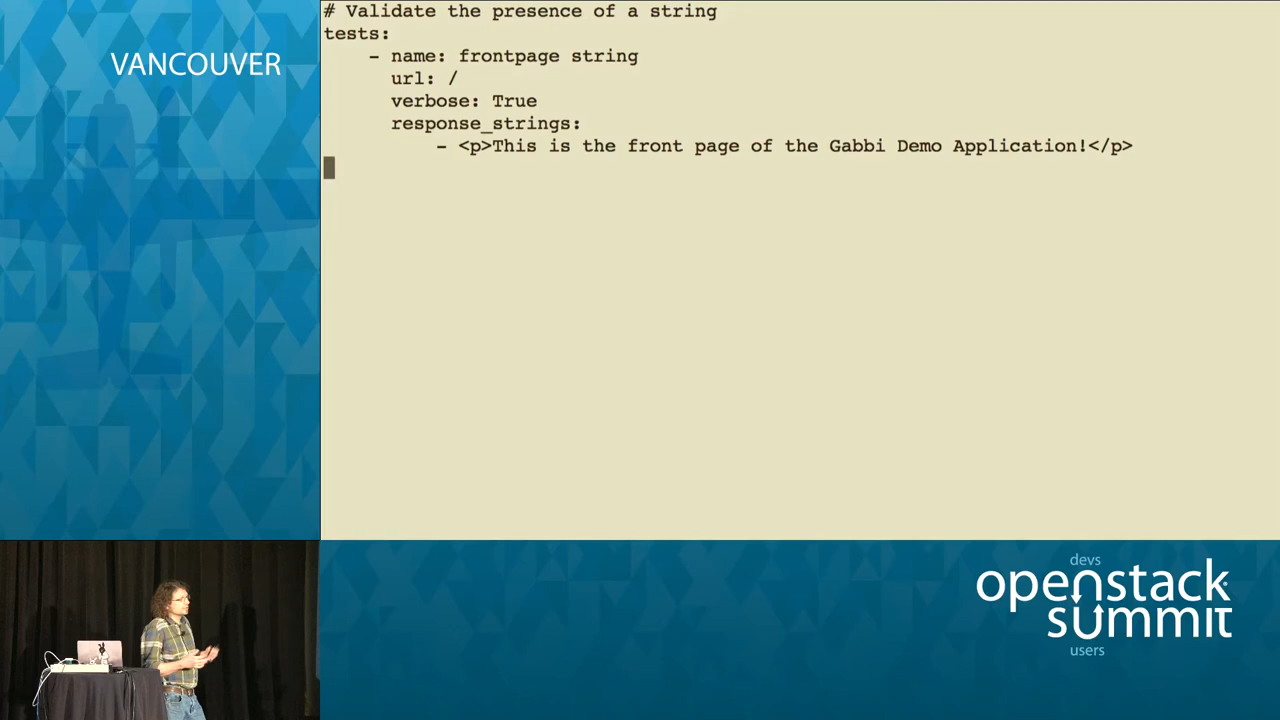 VANCOUVER
# Validate the presence of a string
tests:
    - name: frontpage string
      url: /
      verbose: True
      response_strings:
          - <p>This is the front page of the Gabbi Demo Application!</p>
devs
openstack
summit
users